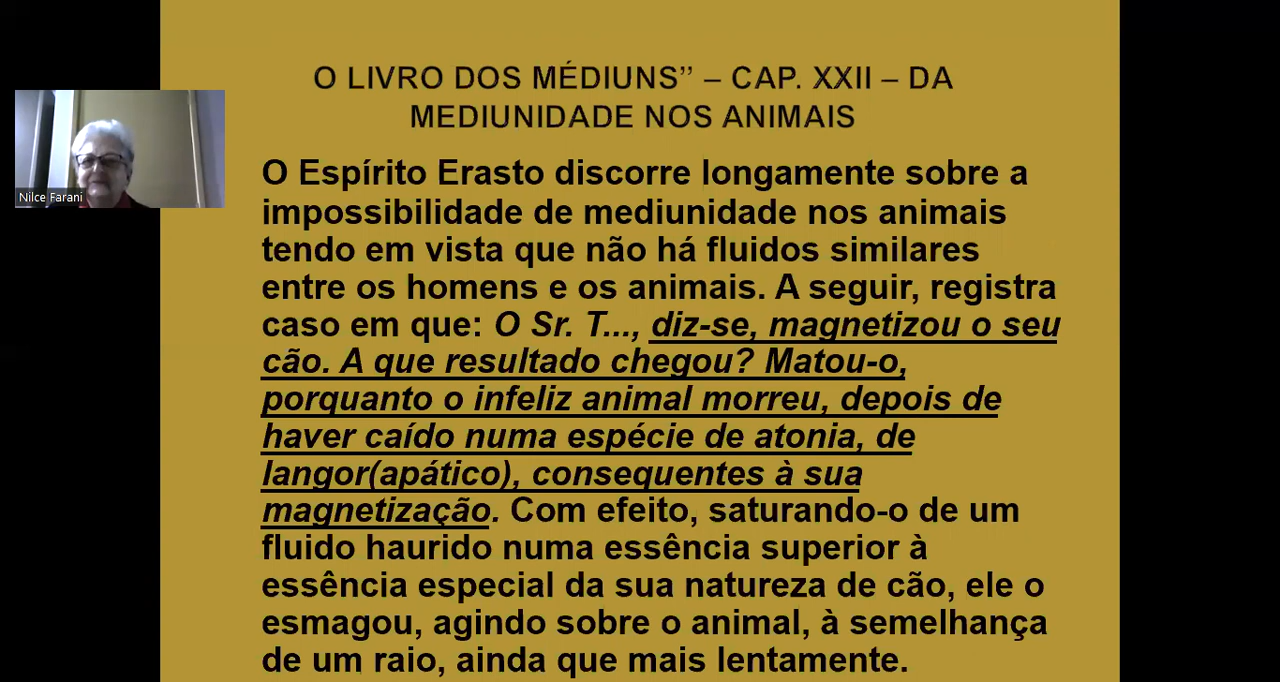 O LIVRO DOS MÉDIUNS” – CAP. XXII – DA
MEDIUNIDADE NOS ANIMAIS
Nilce Farani
O Espírito Erasto discorre longamente sobre a
impossibilidade de mediunidade nos animais
tendo em vista que não há fluidos similares
entre os homens e os animais. A seguir, registra
caso em que: O Sr. T..., diz-se, magnetizou o seu
cão. A que resultado chegou? Matou-o,
porquanto o infeliz animal morreu, depois de
haver caído numa espécie de atonia, de
langor(apático), consequentes à sua
magnetização. Com efeito, saturando-o de um
fluido haurido numa essência superior à
essência especial da sua natureza de cão, ele o
esmagou, agindo sobre o animal, à semelhança
de um raio, ainda que mais lentamente.